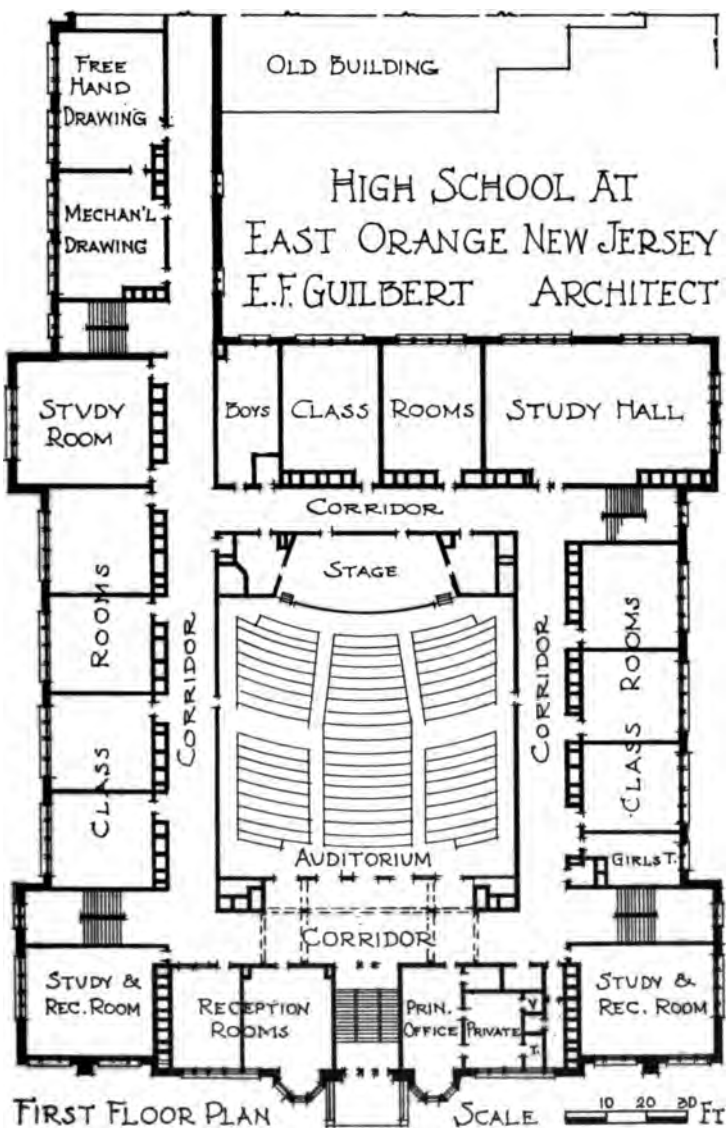 FREE
HAND
DRAWING
OLD BUILDING
MECHAN'L
DRAWING
HIGH SCHOOL AT
EAST ORANGE NEW JERSEY
E.F. GUILBERT ARCHITECT
STUDY
ROOM
BOYS
CLASS
ROOMS
STUDY HALL
CORRIDOR
STAGE
CLASS ROOMS
CORRIDOR
CORRIDOR
CLASS ROOMS
AUDITORIUM
GIRLS T.
CORRIDOR
STUDY &
REC. ROOM
RECEPTION
ROOMS
PRIN.
OFFICE
PRIVATE
V.
T.
STUDY &
REC. ROOM
FIRST FLOOR PLAN
SCALE
10 20 30 FT